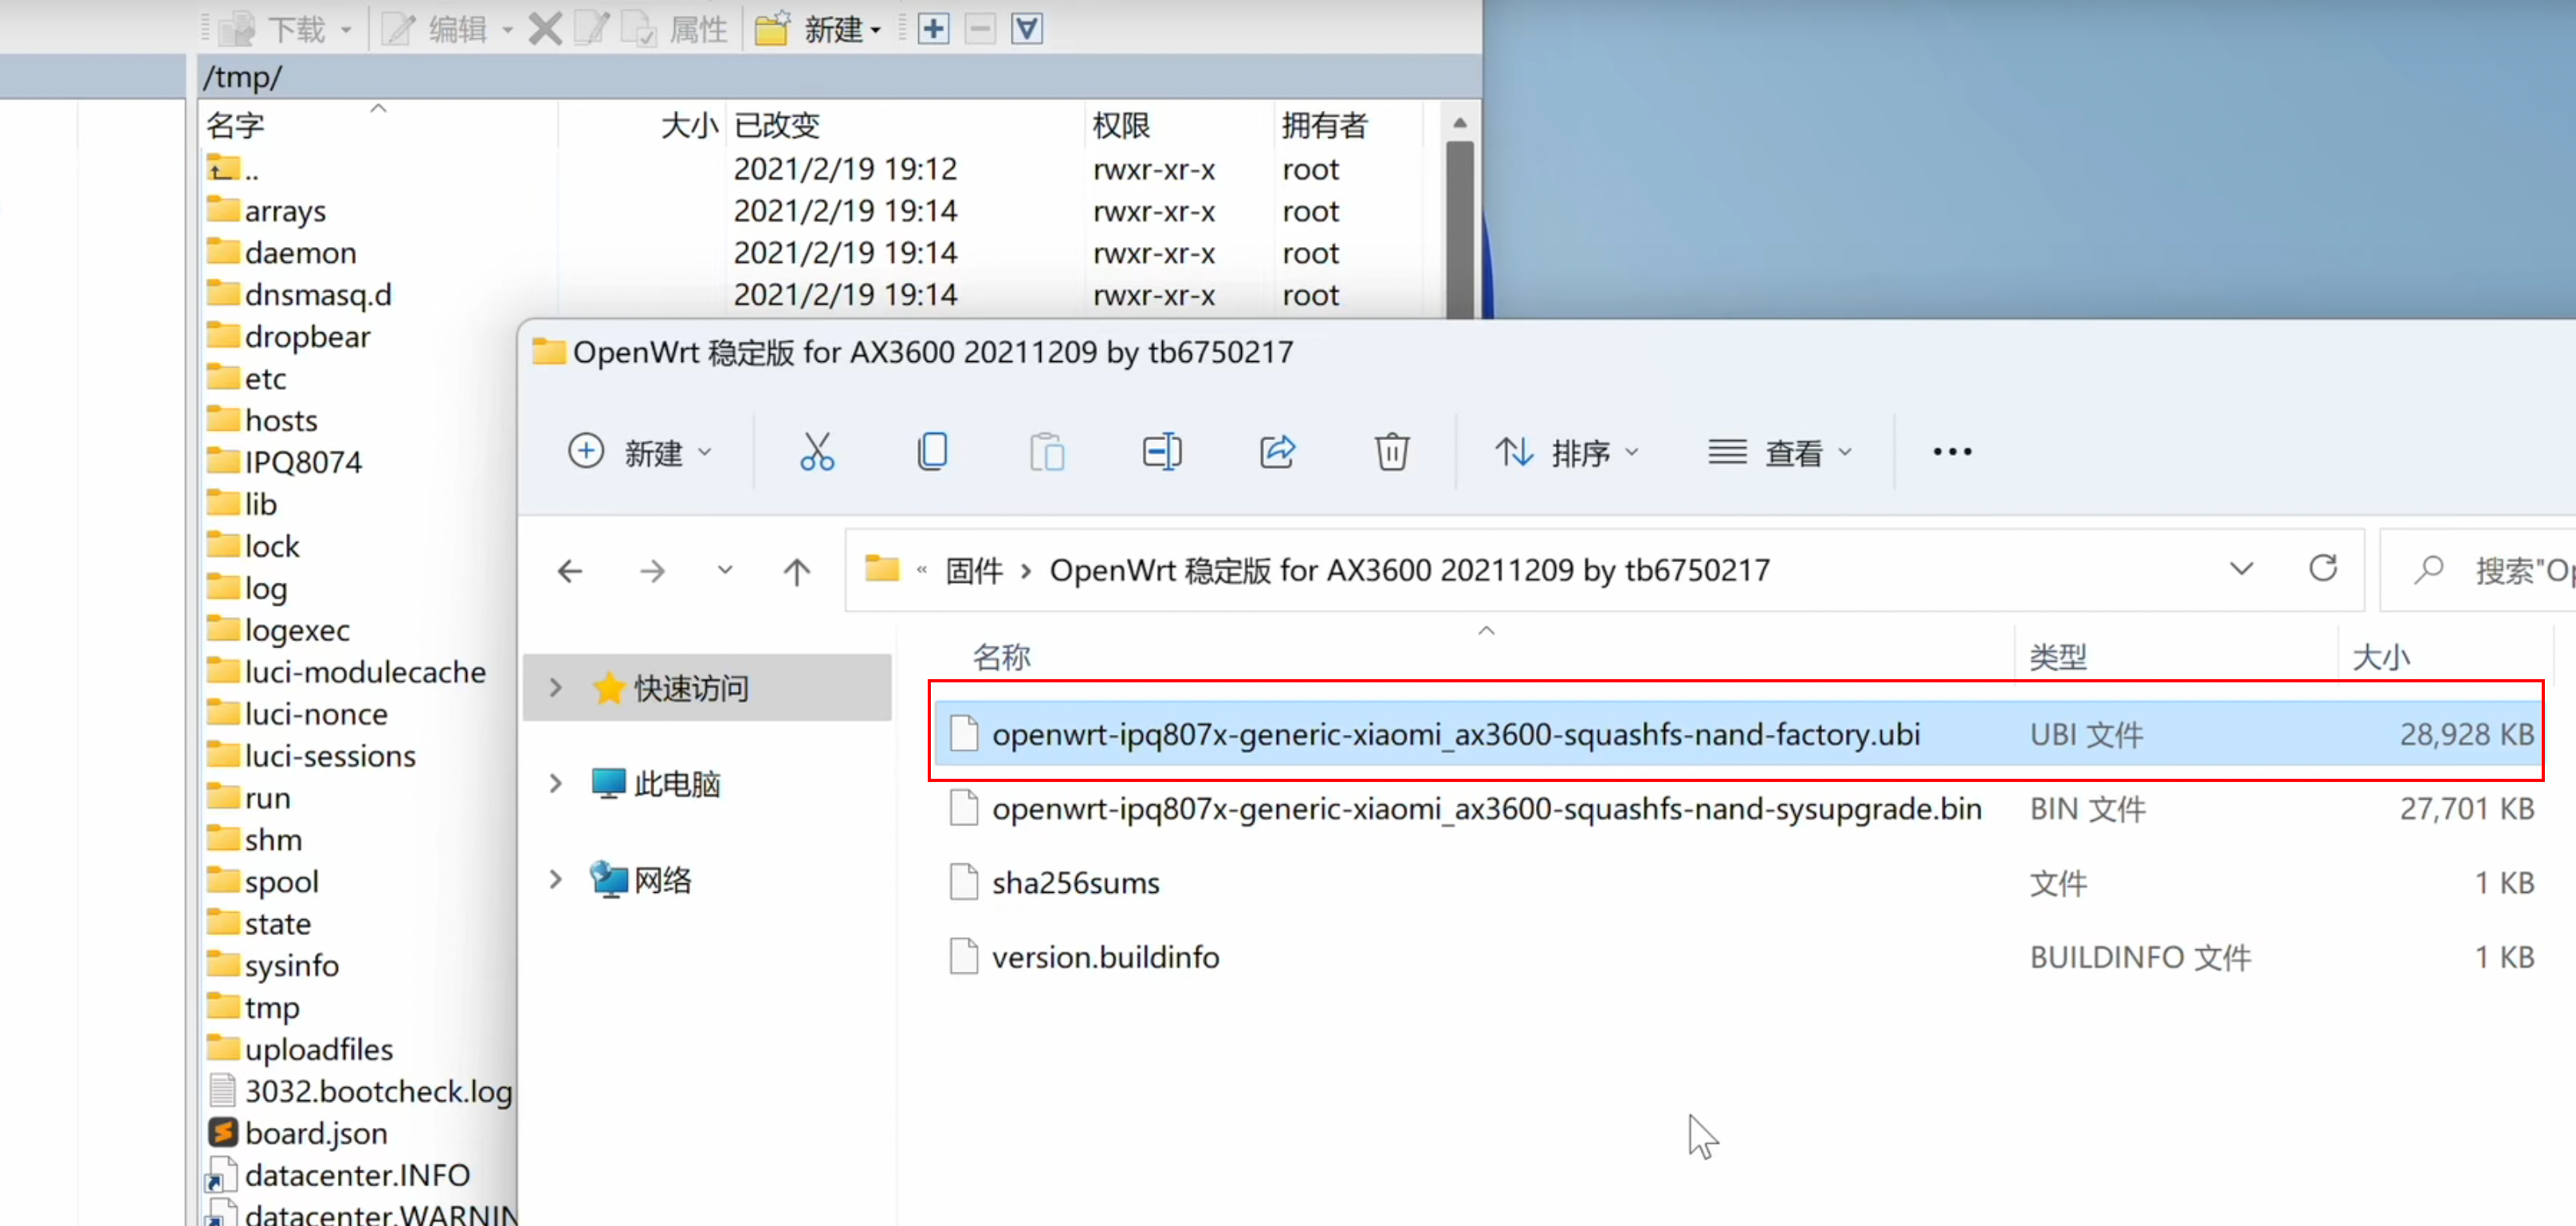 下载 编辑 属性 新建
/tmp/
名字 大小 已改变 权限 拥有者
.. 2021/2/19 19:12 rwxr-xr-x root
arrays 2021/2/19 19:14 rwxr-xr-x root
daemon 2021/2/19 19:14 rwxr-xr-x root
dnsmasq.d 2021/2/19 19:14 rwxr-xr-x root
dropbear
etc
hosts
IPQ8074
lib
lock
log
logexec
luci-modulecache
luci-nonce
luci-sessions
run
shm
spool
state
sysinfo
tmp
uploadfiles
3032.bootcheck.log
board.json
datacenter.INFO
datacenter.WARNIN
OpenWrt 稳定版 for AX3600 20211209 by tb6750217
新建 排序 查看
« 固件 › OpenWrt 稳定版 for AX3600 20211209 by tb6750217
搜索"Op
快速访问
此电脑
网络
名称 类型 大小
openwrt-ipq807x-generic-xiaomi_ax3600-squashfs-nand-factory.ubi UBI 文件 28,928 KB
openwrt-ipq807x-generic-xiaomi_ax3600-squashfs-nand-sysupgrade.bin BIN 文件 27,701 KB
sha256sums 文件 1 KB
version.buildinfo BUILDINFO 文件 1 KB